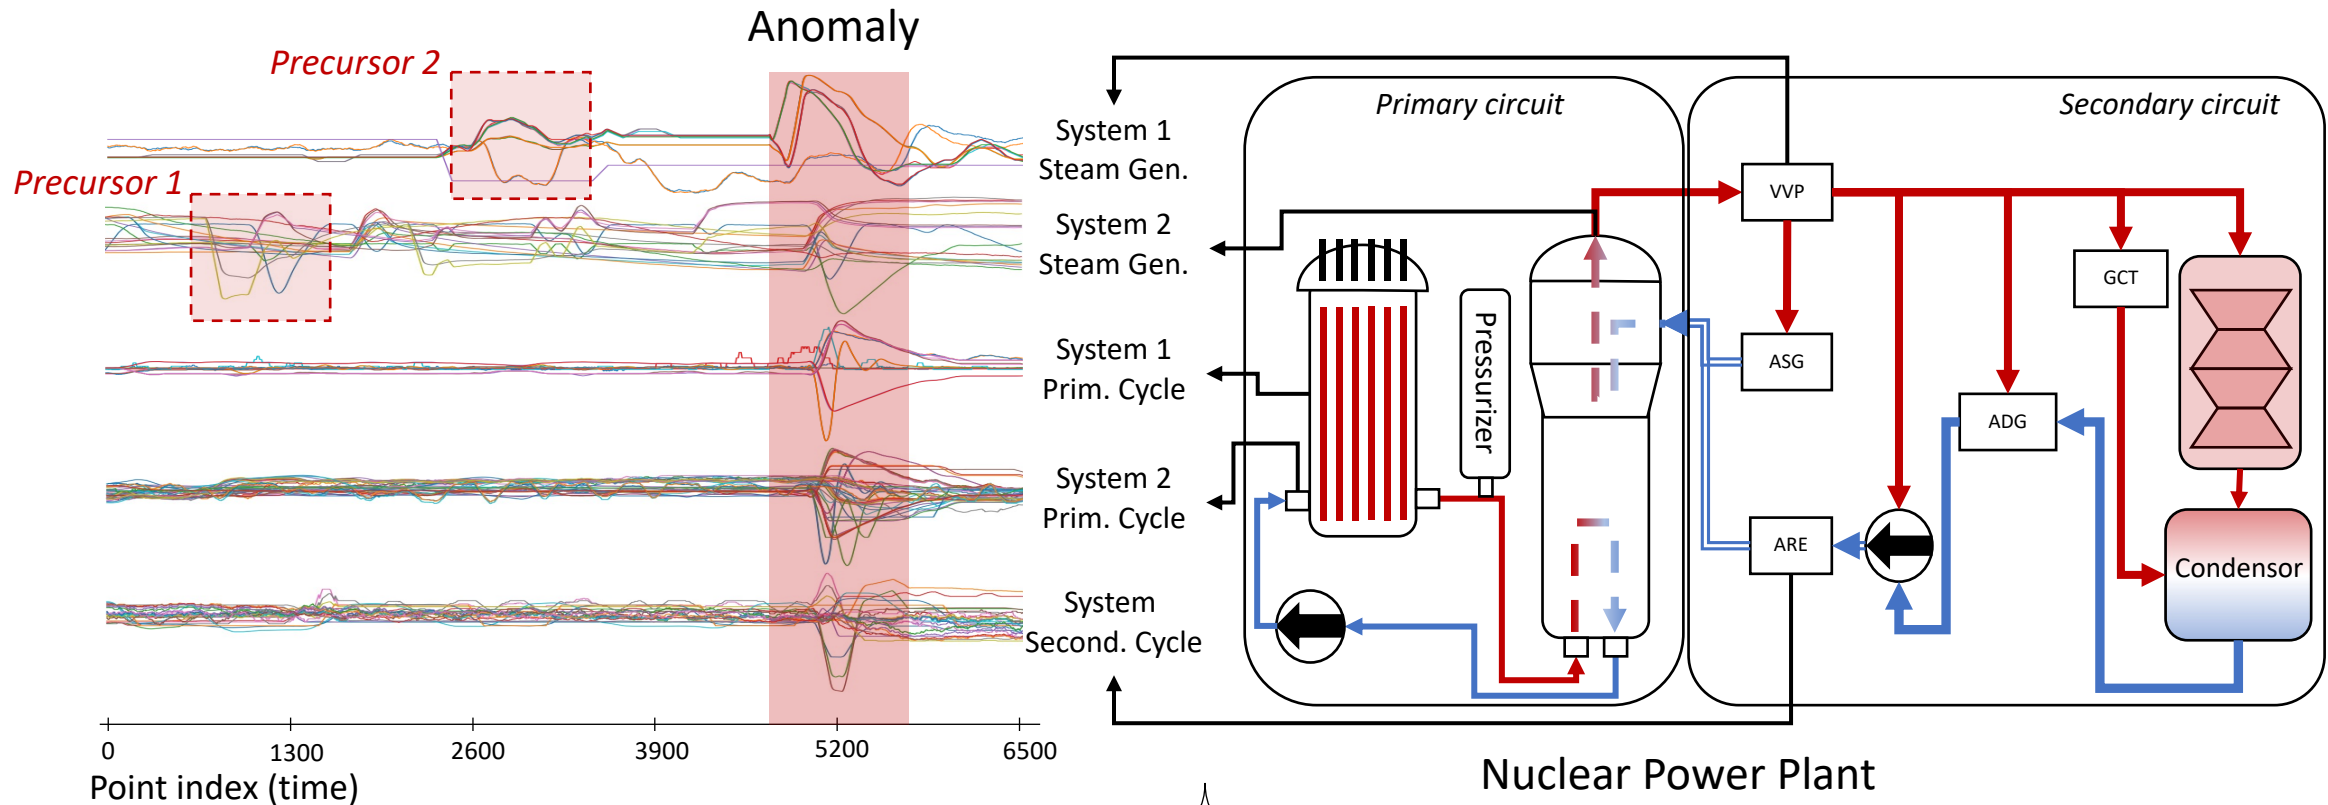 Anomaly
Precursor 2
Precursor 1
System 1
Steam Gen.
System 2
Steam Gen.
System 1
Prim. Cycle
System 2
Prim. Cycle
System
Second. Cycle
0
1300
2600
3900
5200
6500
Point index (time)
Primary circuit
Secondary circuit
VVP
GCT
Pressurizer
ASG
ADG
ARE
Condensor
Nuclear Power Plant